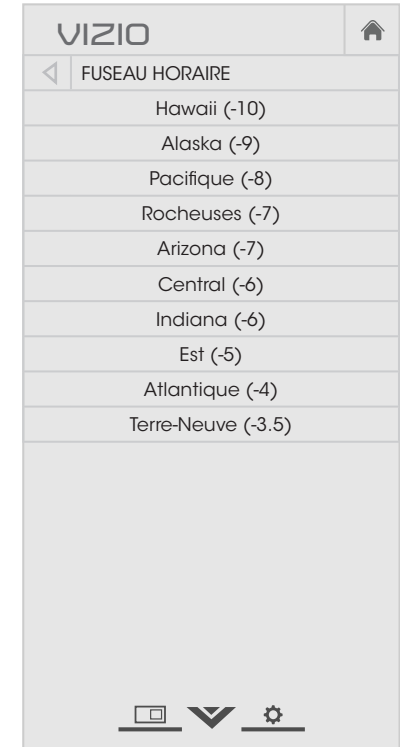 VIZIO
FUSEAU HORAIRE
Hawaii (-10)
Alaska (-9)
Pacifique (-8)
Rocheuses (-7)
Arizona (-7)
Central (-6)
Indiana (-6)
Est (-5)
Atlantique (-4)
Terre-Neuve (-3.5)